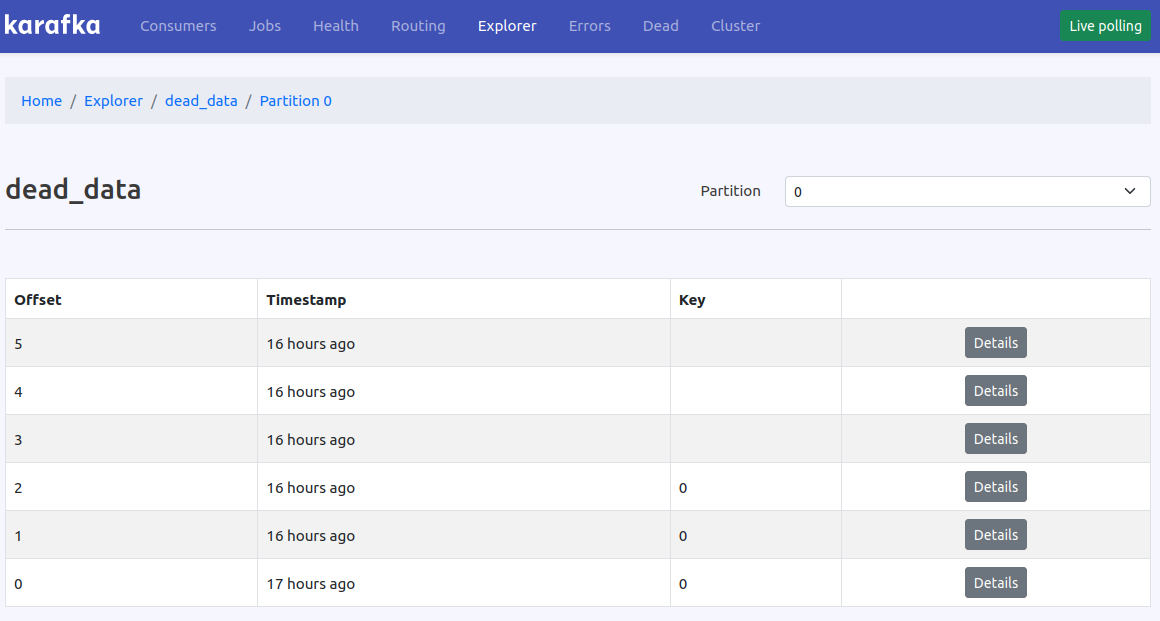 karafka Consumers Jobs Health Routing Explorer Errors Dead Cluster Live polling
Home / Explorer / dead_data / Partition 0
dead_data Partition 0
Offset Timestamp Key
5 16 hours ago Details
4 16 hours ago Details
3 16 hours ago Details
2 16 hours ago 0 Details
1 16 hours ago 0 Details
0 17 hours ago 0 Details